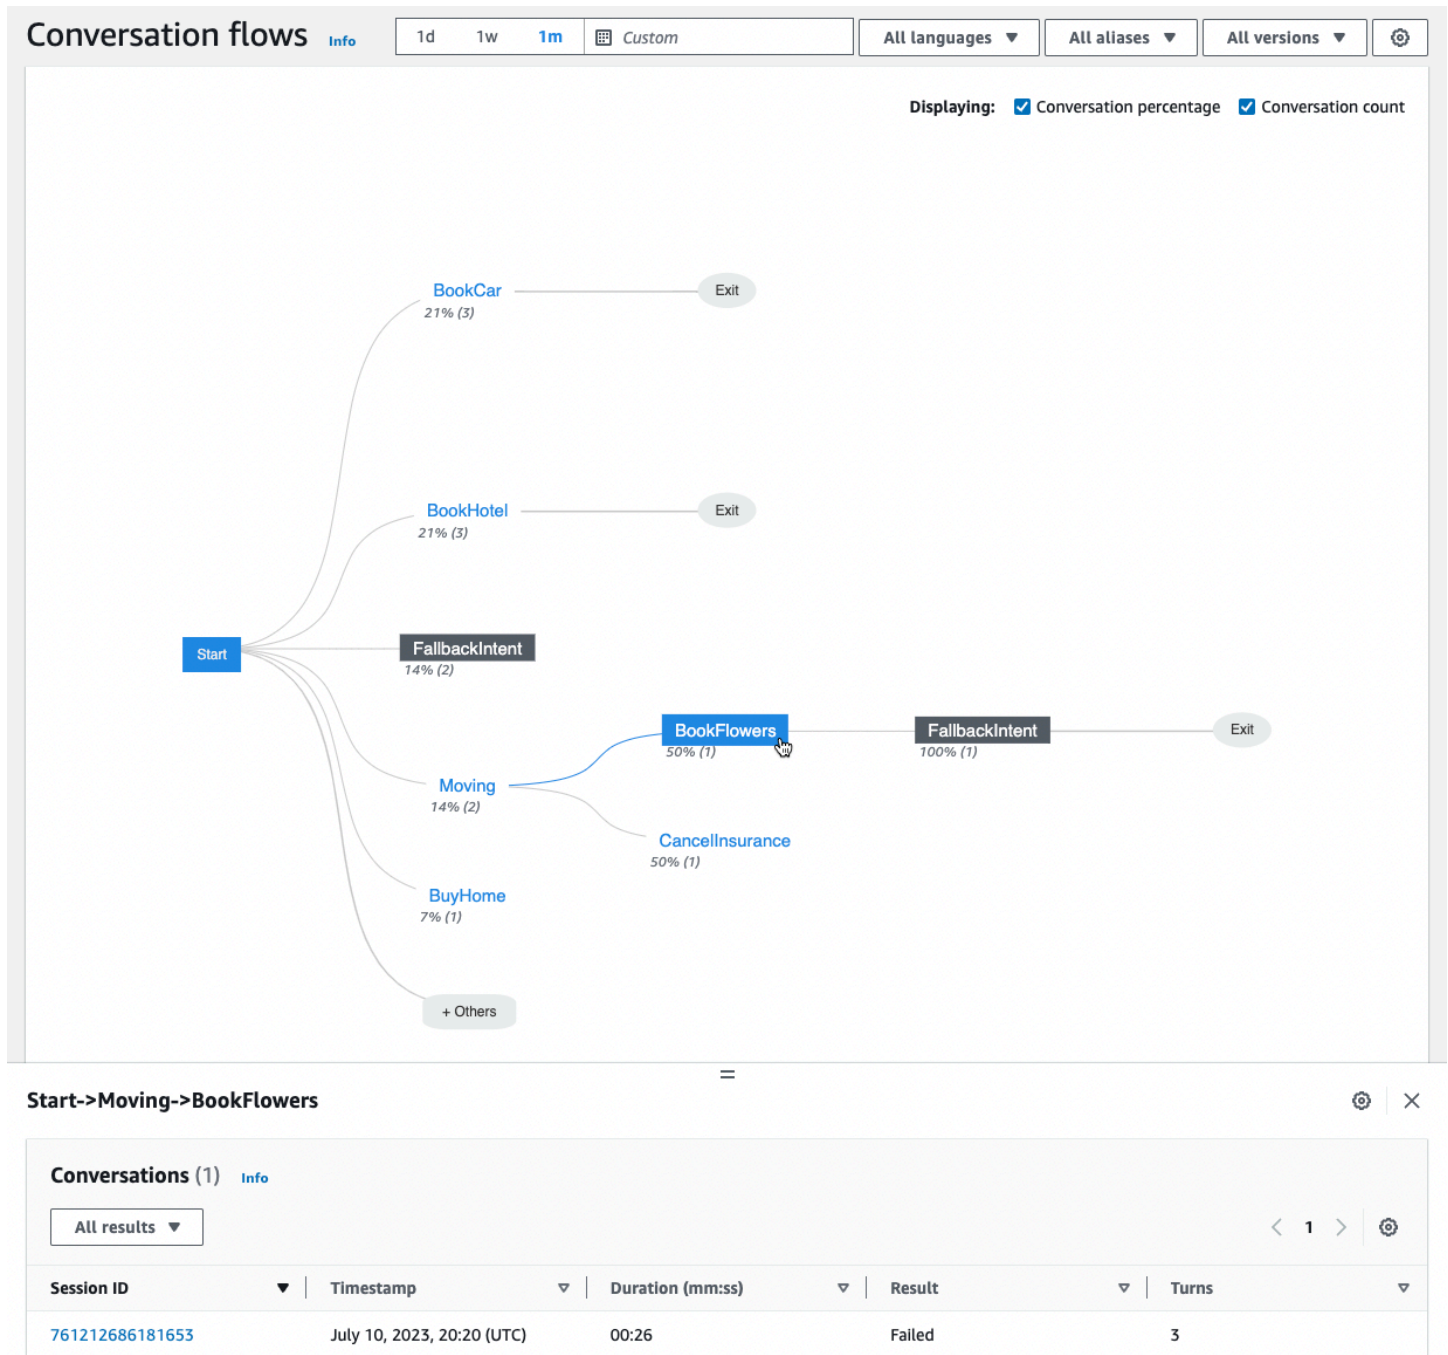 Conversation flows Info 1d 1w 1m Custom All languages All aliases All versions
Displaying: Conversation percentage Conversation count
BookCar Exit
21% (3)
BookHotel Exit
21% (3)
Start FallbackIntent
14% (2)
BookFlowers FallbackIntent Exit
50% (1) 100% (1)
Moving
14% (2)
CancelInsurance
50% (1)
BuyHome
7% (1)
+ Others
Start->Moving->BookFlowers
Conversations (1) Info
All results 1
Session ID Timestamp Duration (mm:ss) Result Turns
761212686181653 July 10, 2023, 20:20 (UTC) 00:26 Failed 3